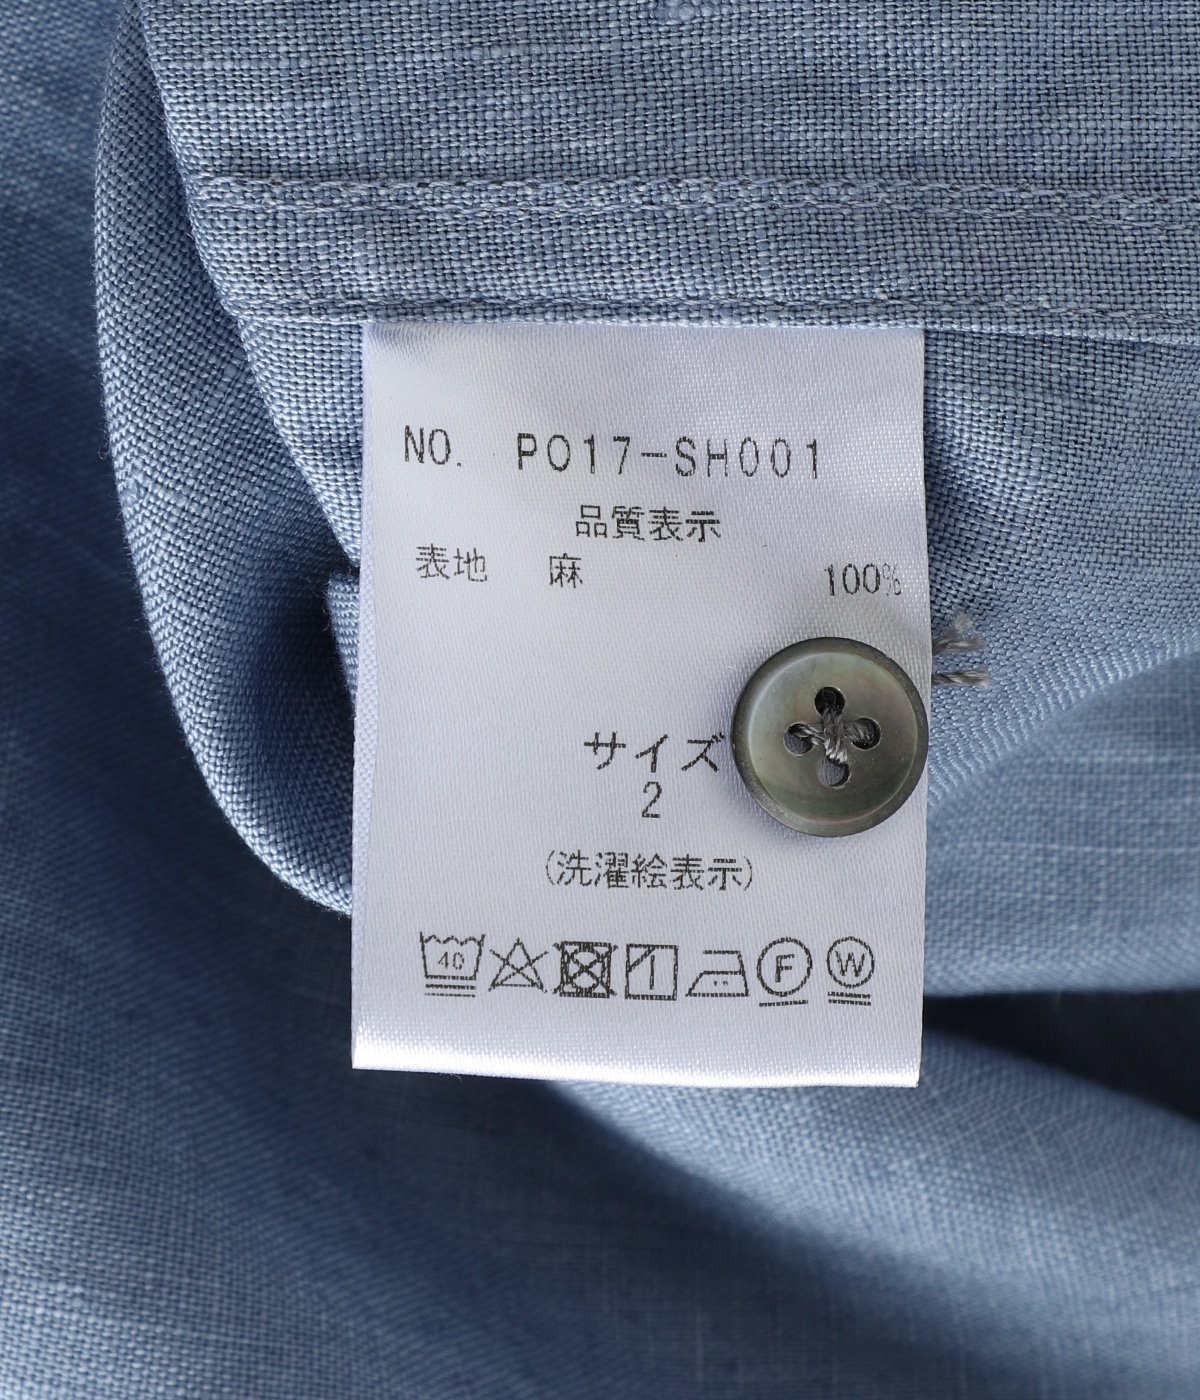 NO. PO17-SH001
品質表示
表地 麻 100%
サイズ
2
(洗濯絵表示)
40 F W